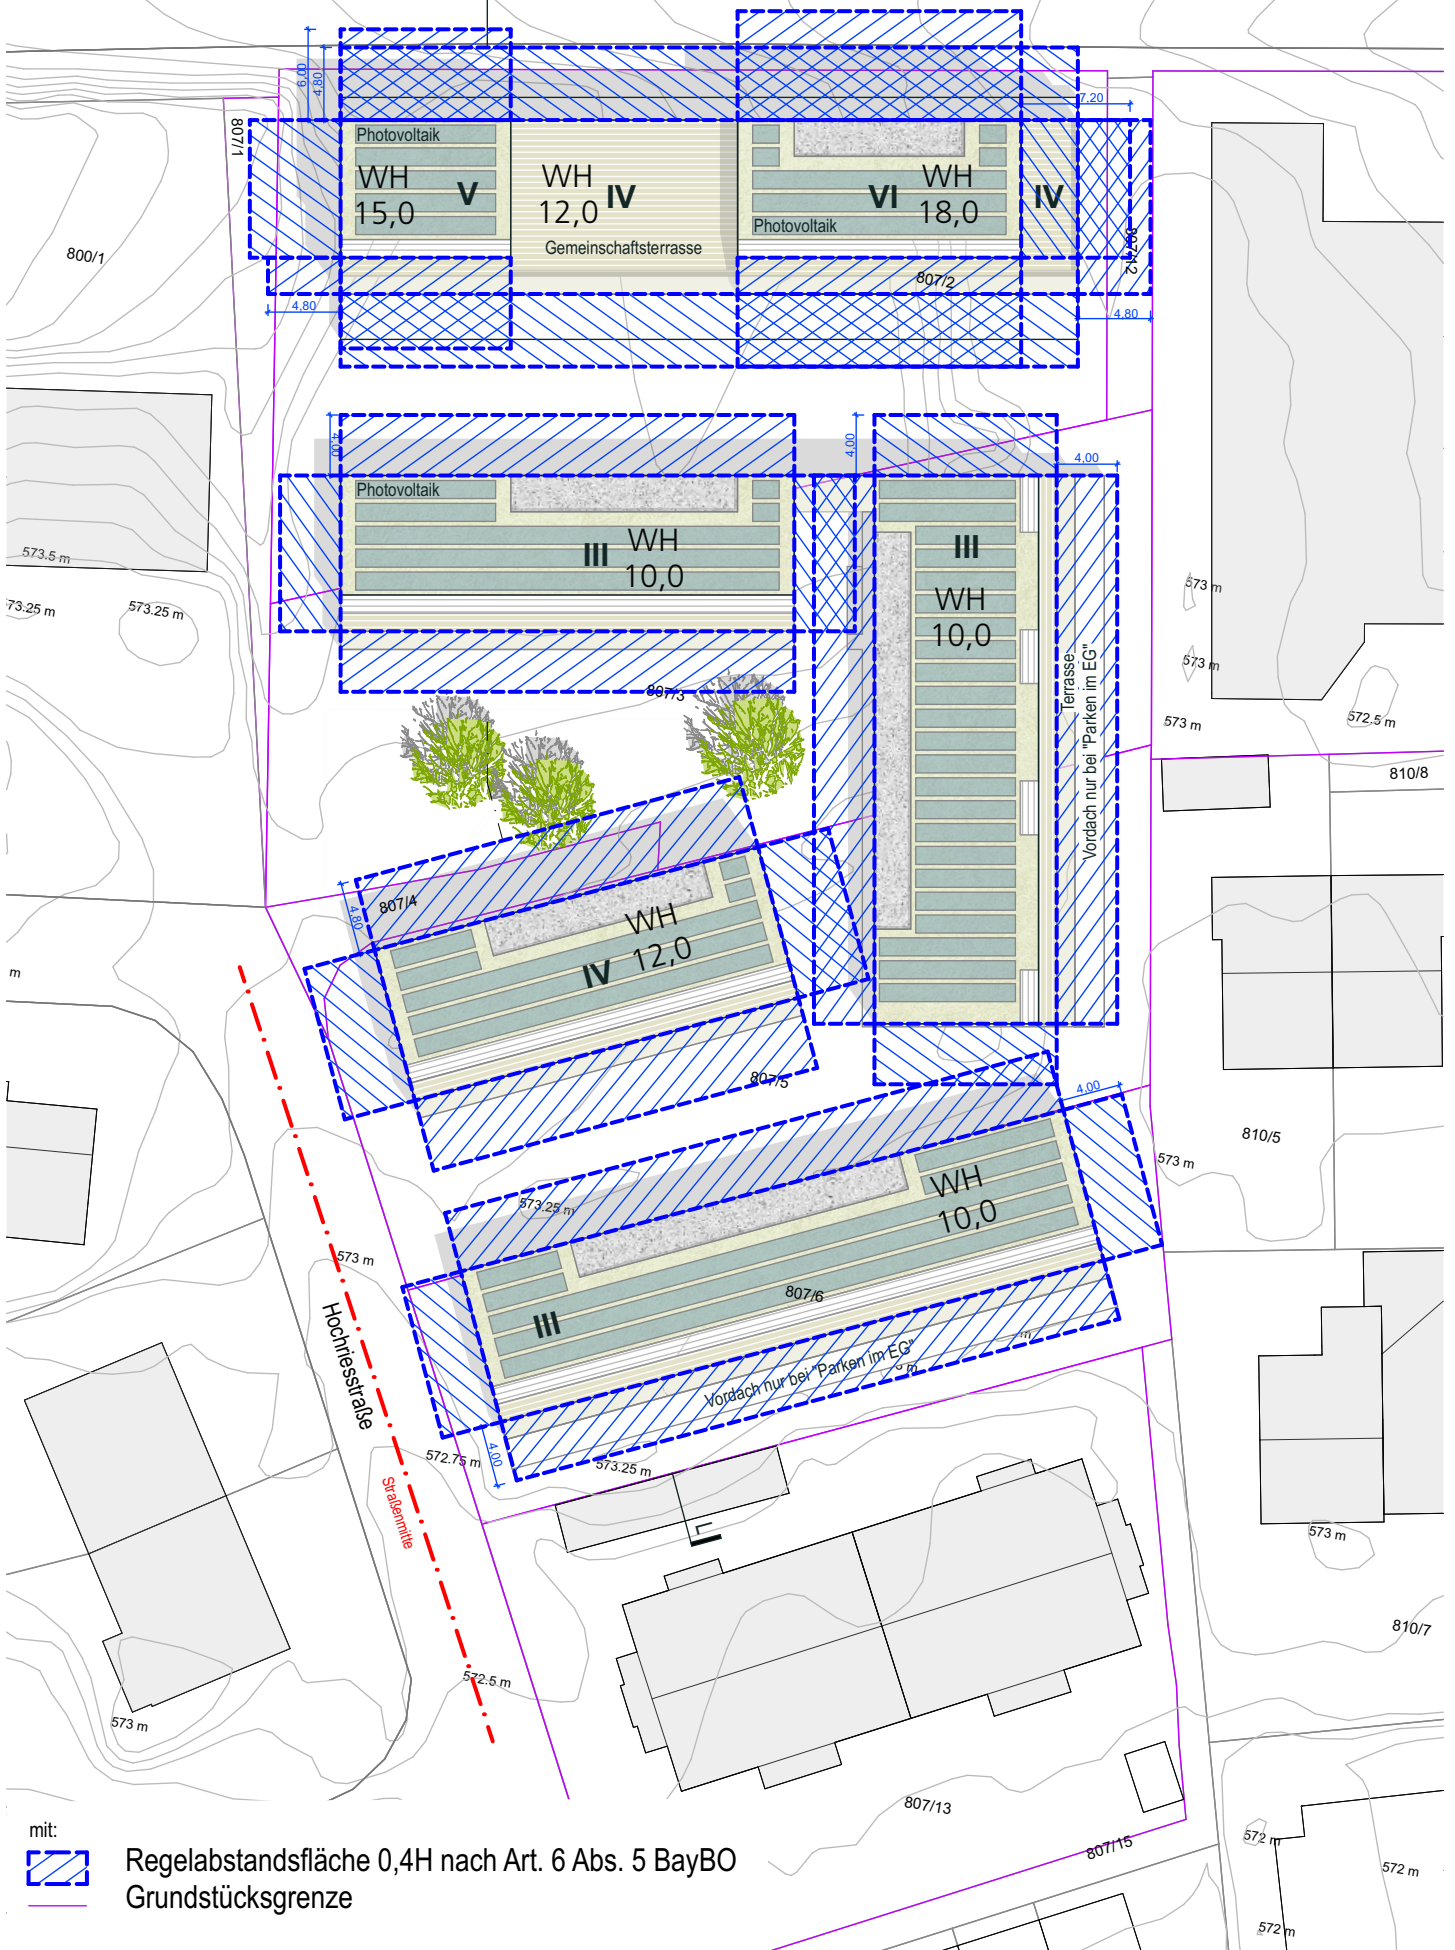 6,00
4,80
7,20
807/1
Photovoltaik
WH
15,0
V
WH
12,0
IV
Gemeinschaftsterrasse
VI
WH
18,0
Photovoltaik
IV
807/12
800/1
807/2
4,80
4,80
4,00
4,00
4,00
Photovoltaik
III
WH
10,0
III
WH
10,0
573.5 m
73.25 m
573.25 m
573 m
573 m
573 m
572.5 m
Terrasse
Vordach nur bei "Parken im EG"
807/3
810/8
4,80
807/4
WH
12,0
IV
m
807/5
4,00
810/5
573 m
573.25 m
WH
10,0
573 m
807/6
III
Vordach nur bei "Parken im EG"
m
m
Hochriesstraße
Straßenmitte
4,00
572.75 m
573.25 m
573 m
810/7
572.5 m
573 m
807/13
807/15
572 m
572 m
572 m
mit:
Regelabstandsfläche 0,4H nach Art. 6 Abs. 5 BayBO
Grundstücksgrenze